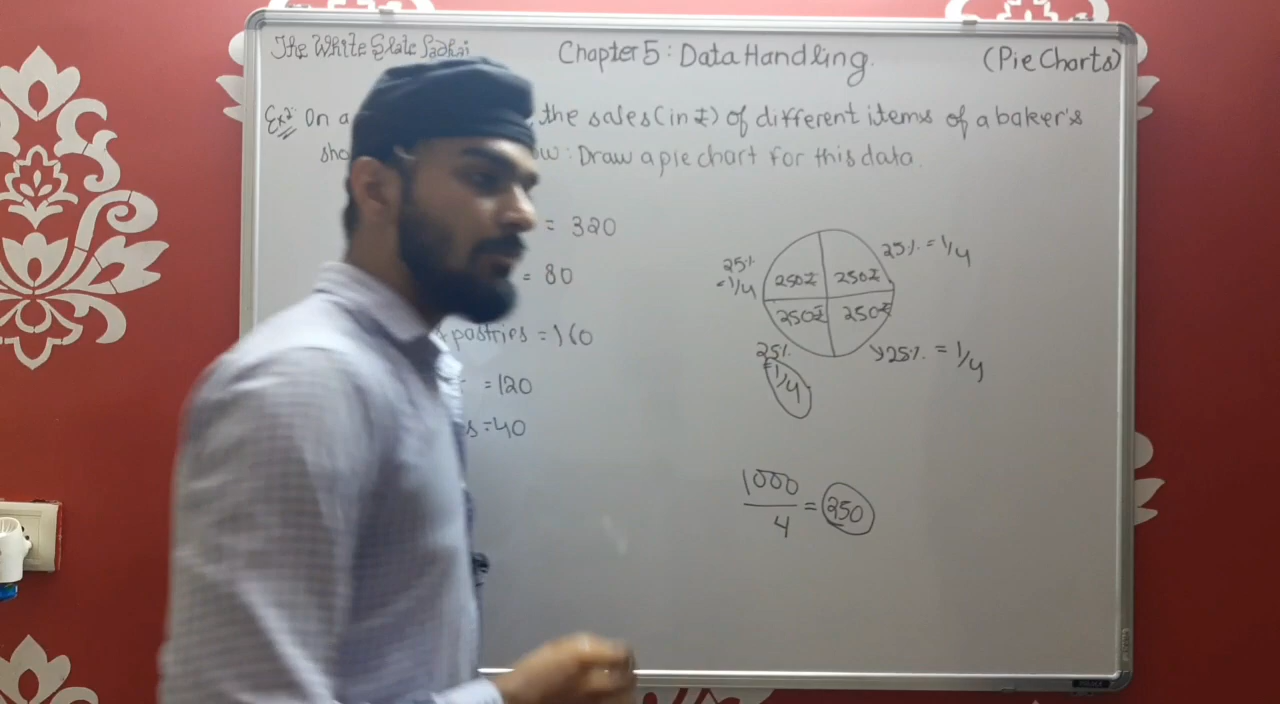 The White Slate Padhai
Chapter 5: Data Handling.
(Pie Charts)
Ex2: On a the sales (in ₹) of different items of a baker's
sho w: Draw a pie chart for this data.
= 320
= 80
pastries = 160
= 120
s = 40
25% = 1/4
25% = 1/4
250₹ 250₹
250₹ 250₹
25% = 1/4
25% = 1/4
1000
4
= 250